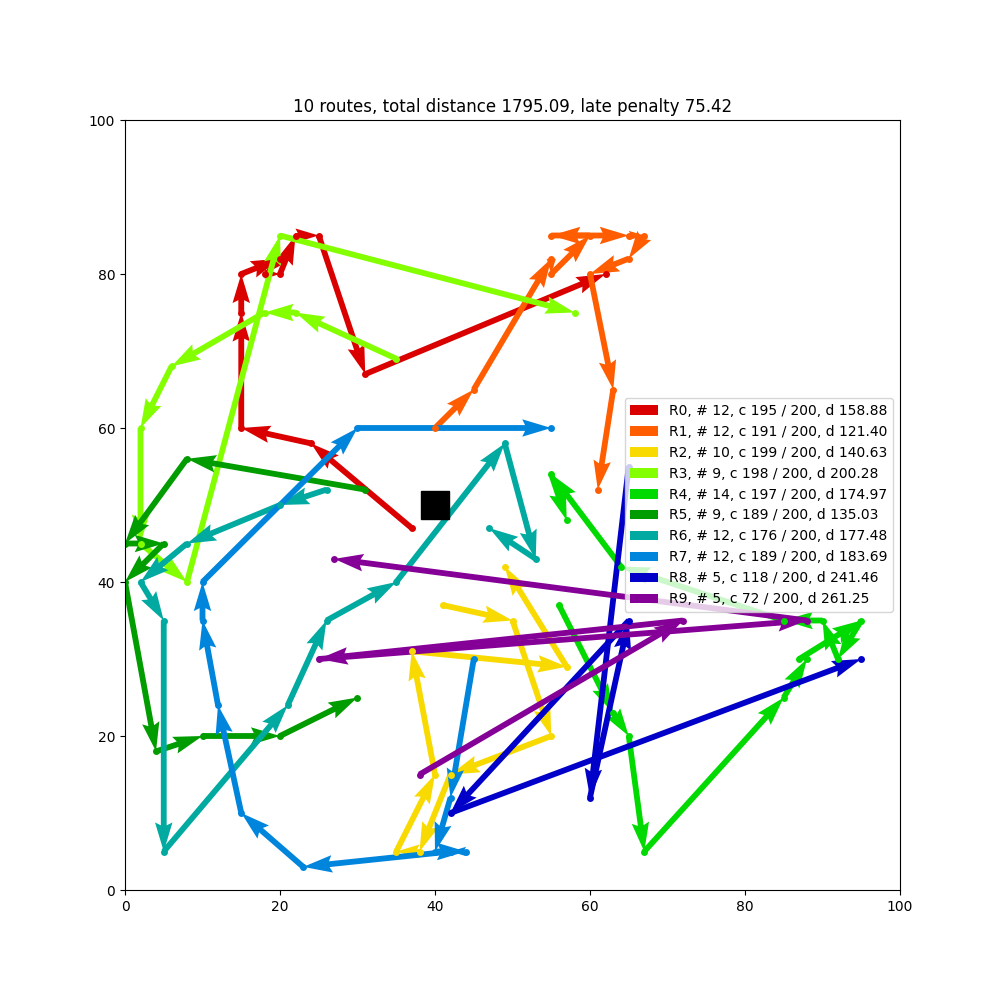 10 routes, total distance 1795.09, late penalty 75.42
100
80
60
40
20
0
0 20 40 60 80 100
R0, # 12, c 195 / 200, d 158.88
R1, # 12, c 191 / 200, d 121.40
R2, # 10, c 199 / 200, d 140.63
R3, # 9, c 198 / 200, d 200.28
R4, # 14, c 197 / 200, d 174.97
R5, # 9, c 189 / 200, d 135.03
R6, # 12, c 176 / 200, d 177.48
R7, # 12, c 189 / 200, d 183.69
R8, # 5, c 118 / 200, d 241.46
R9, # 5, c 72 / 200, d 261.25